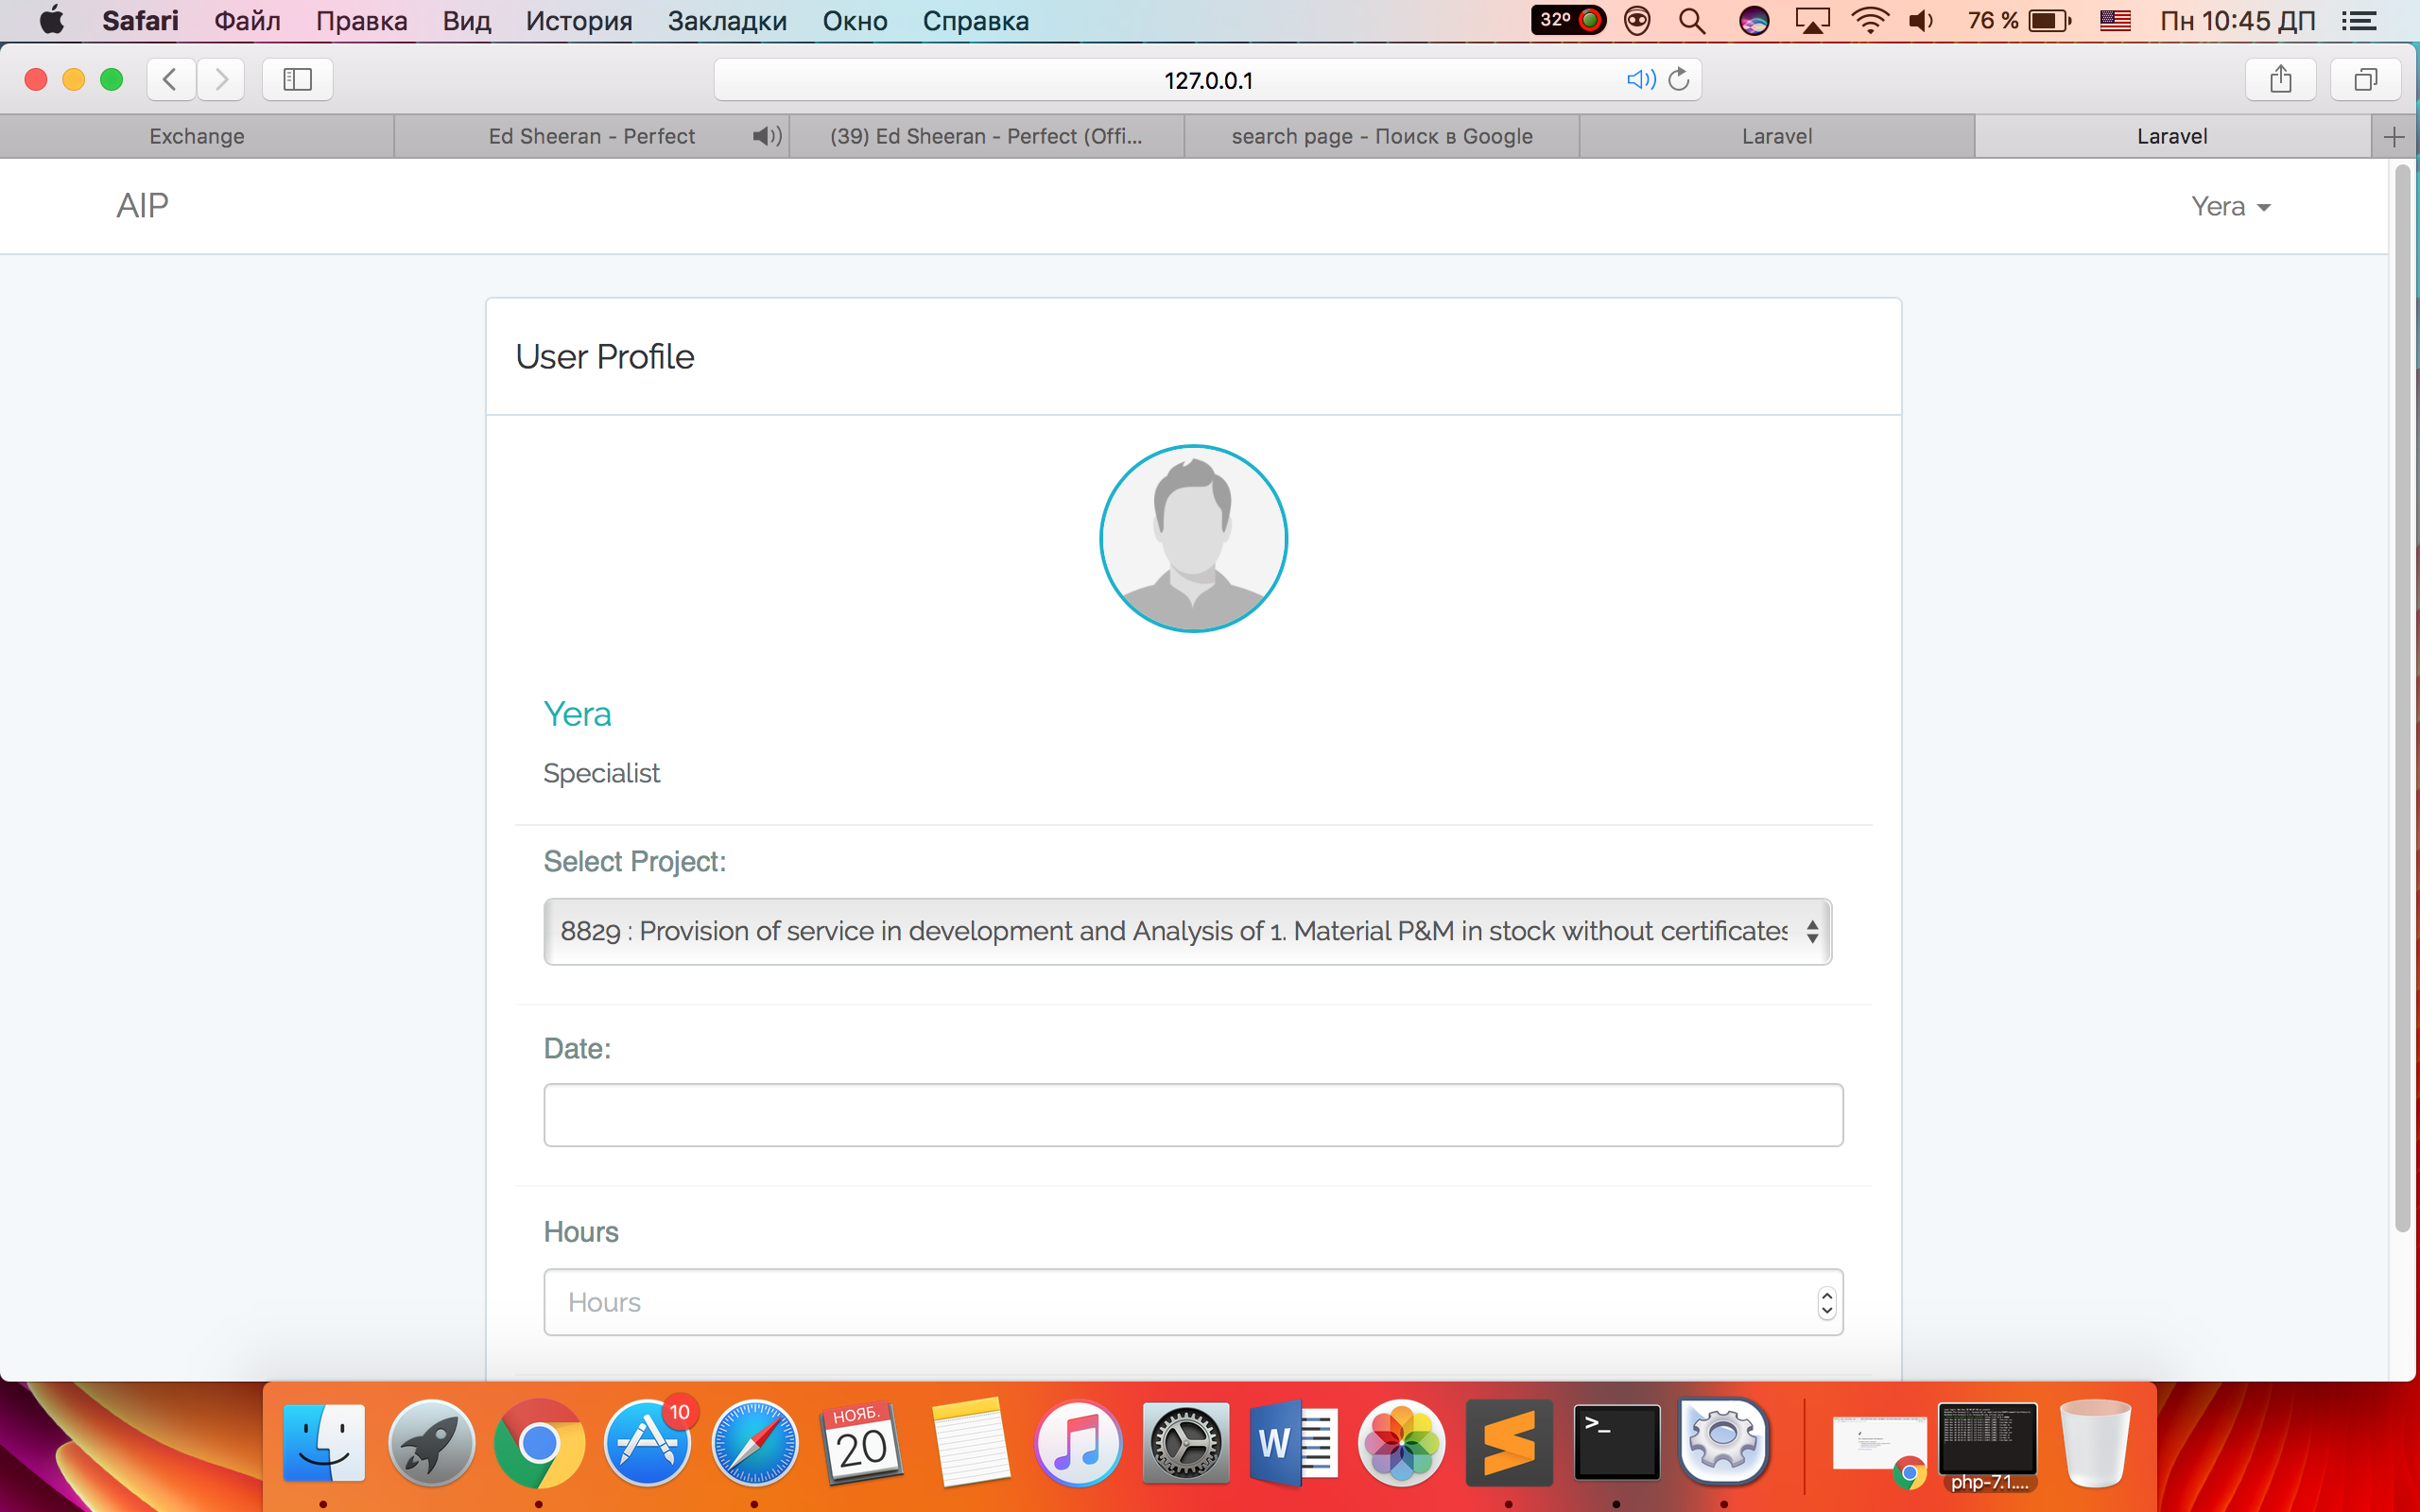 Safari Файл Правка Вид История Закладки Окно Справка 32º 76 % Пн 10:45 ДП
127.0.0.1
Exchange Ed Sheeran - Perfect (39) Ed Sheeran - Perfect (Offi... search page - Поиск в Google Laravel Laravel
AIP Yera
User Profile
Yera
Specialist
Select Project:
8829 : Provision of service in development and Analysis of 1. Material P&M in stock without certificates
Date:
Hours
Hours
10
НОЯБ.
20
W
>_
php-7.1....